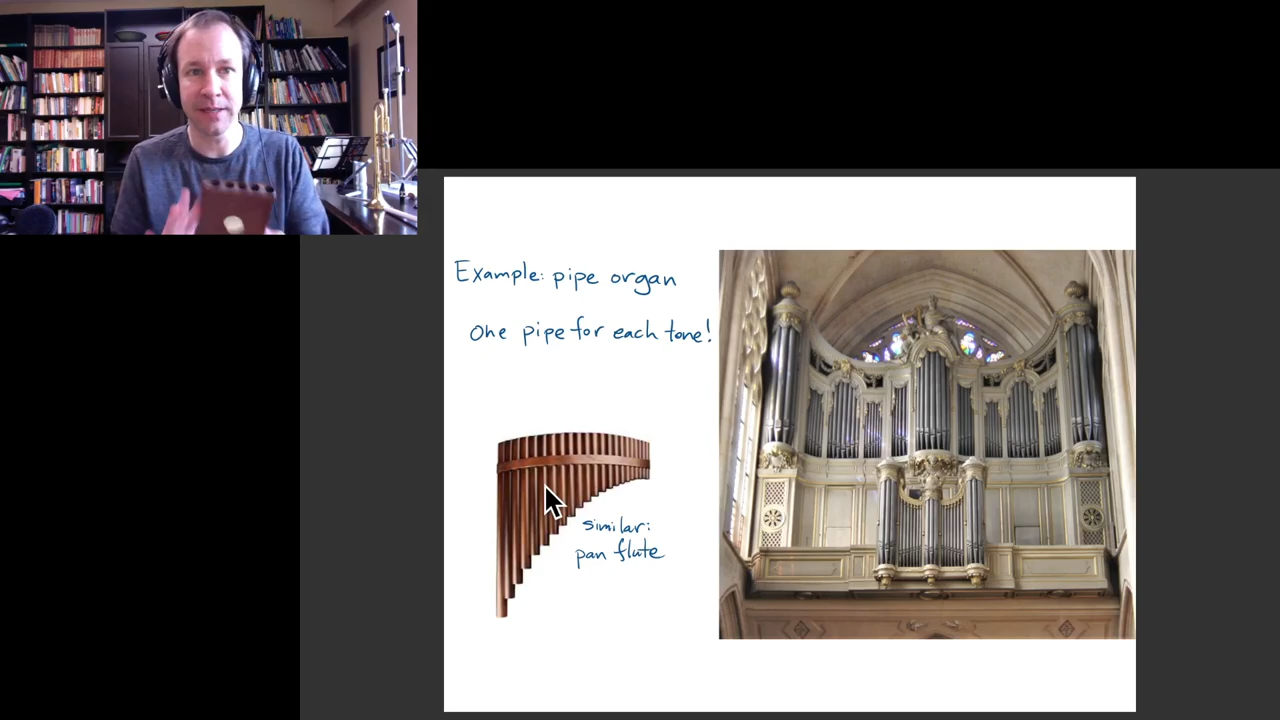 Example: pipe organ
one pipe for each tone!
similar:
pan flute